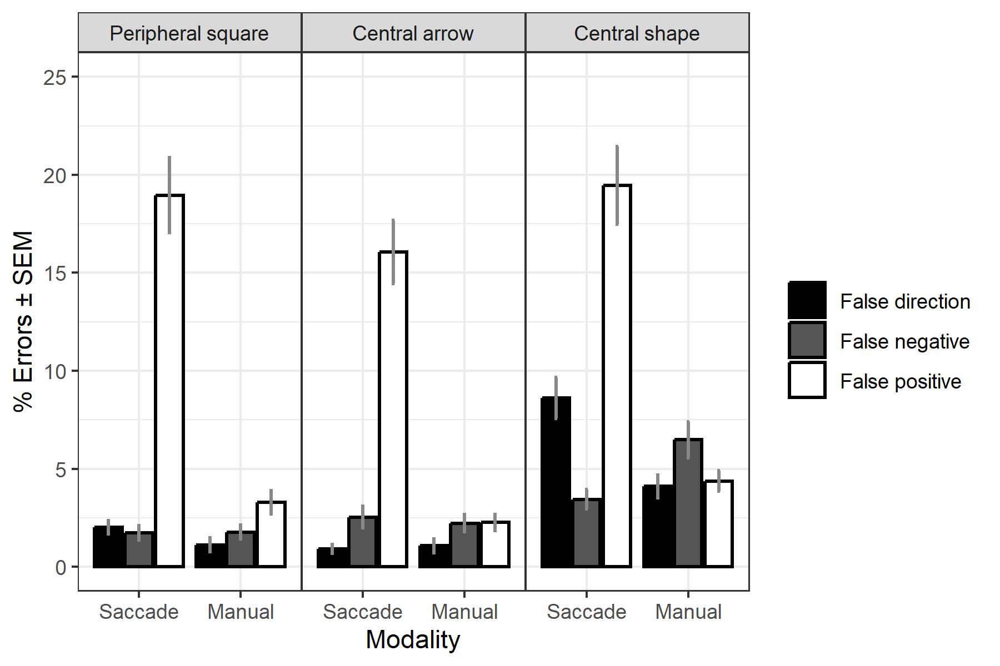 Peripheral square Central arrow Central shape
25
20
15
10
5
0
% Errors ± SEM
Saccade Manual Saccade Manual Saccade Manual
Modality
False direction
False negative
False positive